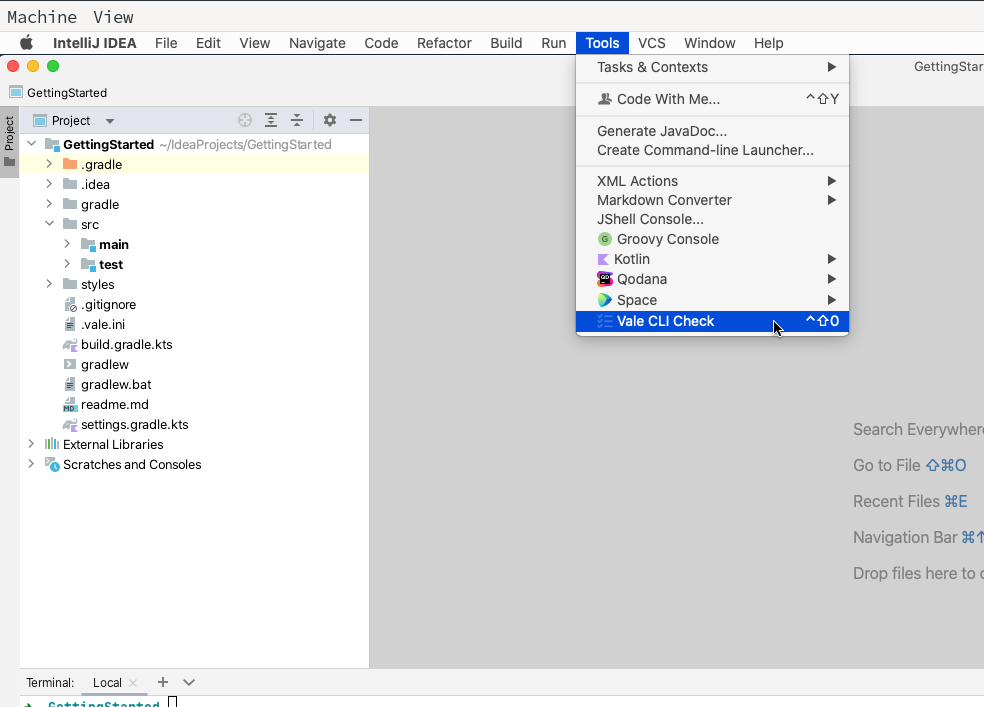 Machine View
IntelliJ IDEA File Edit View Navigate Code Refactor Build Run Tools VCS Window Help
GettingStar
GettingStarted
Project
Project
GettingStarted ~/IdeaProjects/GettingStarted
.gradle
.idea
gradle
src
main
test
styles
.gitignore
.vale.ini
build.gradle.kts
gradlew
gradlew.bat
readme.md
settings.gradle.kts
External Libraries
Scratches and Consoles
Tasks & Contexts
Code With Me... ^⇧Y
Generate JavaDoc...
Create Command-line Launcher...
XML Actions
Markdown Converter
JShell Console...
Groovy Console
Kotlin
Qodana
Space
Vale CLI Check ^⇧0
Search Everywher
Go to File ⇧⌘O
Recent Files ⌘E
Navigation Bar ⌘↑
Drop files here to
Terminal: Local
GettingStarted